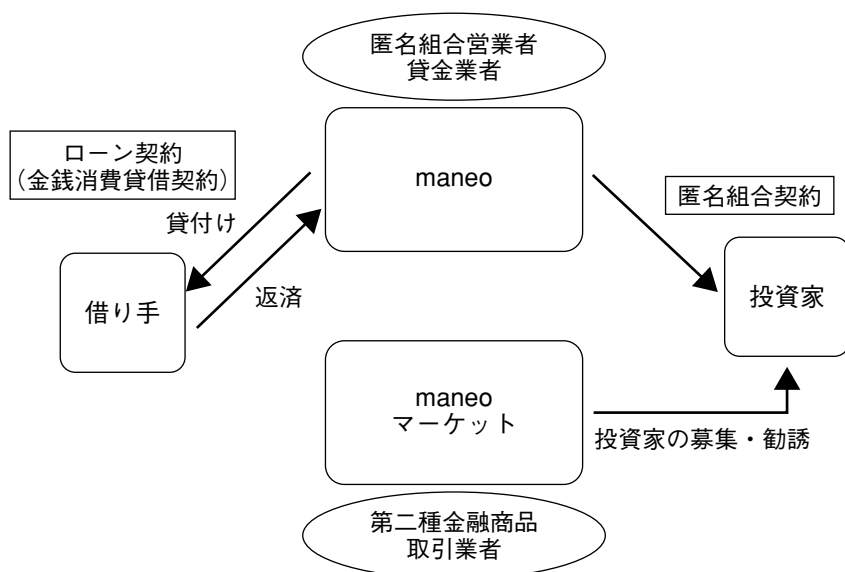 匿名組合営業者
貸金業者
ローン契約
(金銭消費貸借契約)
maneo
匿名組合契約
貸付け
返済
借り手
投資家
maneo
マーケット
投資家の募集・勧誘
第二種金融商品
取引業者